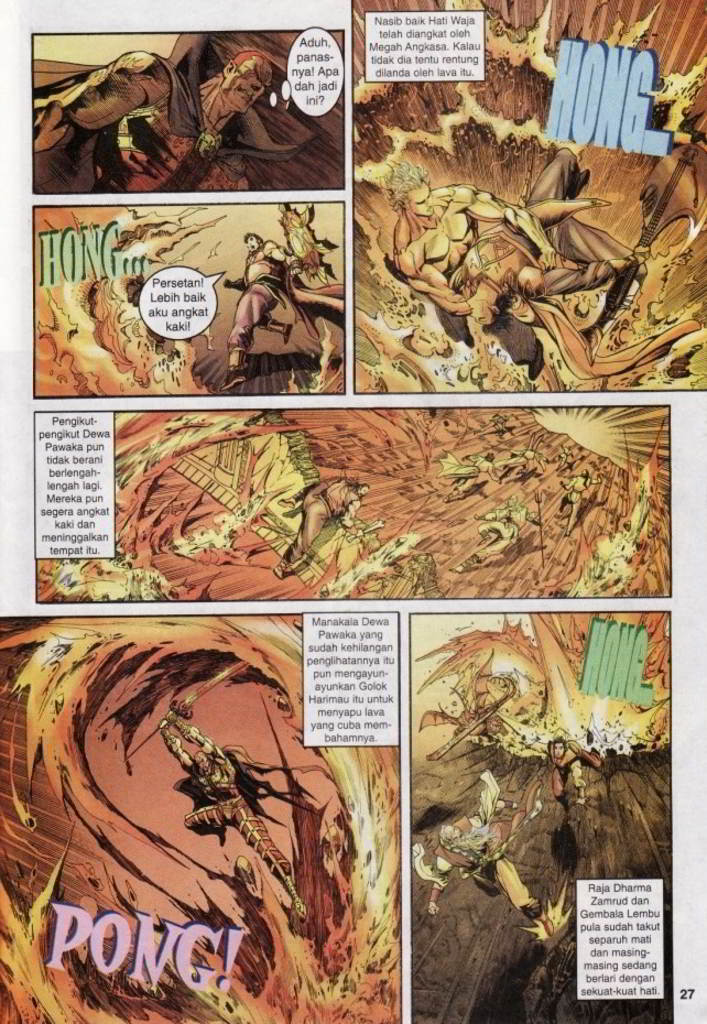 Aduh,
panas-
nya! Apa
dah jadi
ini?
Nasib baik Hati Waja
telah diangkat oleh
Megah Angkasa. Kalau
tidak dia tentu rentung
dilanda oleh lava itu.
HONG...
HONG...
Persetan!
Lebih baik
aku angkat
kaki!
Pengikut-
pengikut Dewa
Pawaka pun
tidak berani
berlengah-
lengah lagi.
Mereka pun
segera angkat
kaki dan
meninggalkan
tempat itu.
Manakala Dewa
Pawaka yang
sudah kehilangan
penglihatannya itu
pun mengayun-
ayunkan Golok
Harimau itu untuk
menyapu lava
yang cuba mem-
bahamnya.
PONG!
HONG...
Raja Dharma
Zamrud dan
Gembala Lembu
pula sudah takut
separuh mati
dan masing-
masing sedang
berlari dengan
sekuat-kuat hati.
27